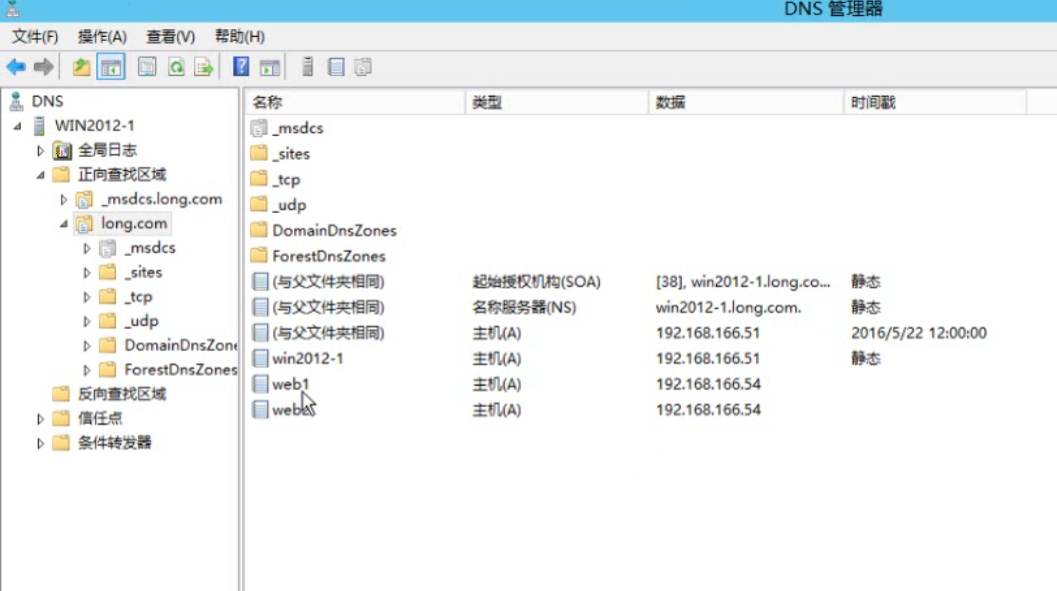 DNS 管理器
文件(F) 操作(A) 查看(V) 帮助(H)
DNS
WIN2012-1
全局日志
正向查找区域
_msdcs.long.com
long.com
_msdcs
_sites
_tcp
_udp
DomainDnsZone
ForestDnsZones
反向查找区域
信任点
条件转发器
名称 类型 数据 时间戳
_msdcs
_sites
_tcp
_udp
DomainDnsZones
ForestDnsZones
(与父文件夹相同) 起始授权机构(SOA) [38], win2012-1.long.co... 静态
(与父文件夹相同) 名称服务器(NS) win2012-1.long.com. 静态
(与父文件夹相同) 主机(A) 192.168.166.51 2016/5/22 12:00:00
win2012-1 主机(A) 192.168.166.51 静态
web1 主机(A) 192.168.166.54
主机(A) 192.168.166.54